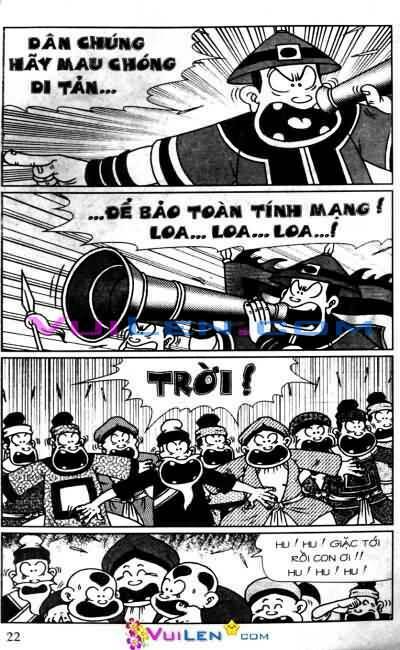 DÂN CHÚNG
HÃY MAU CHÓNG
DI TẢN...
...ĐỂ BẢO TOÀN TÍNH MẠNG!
LOA... LOA... LOA...!
VUILEN.COM
TRỜI!
HU! HU! GIẶC TỚI
RỒI CON ƠI!!
HU! HU! HU!
22
VUILEN.COM